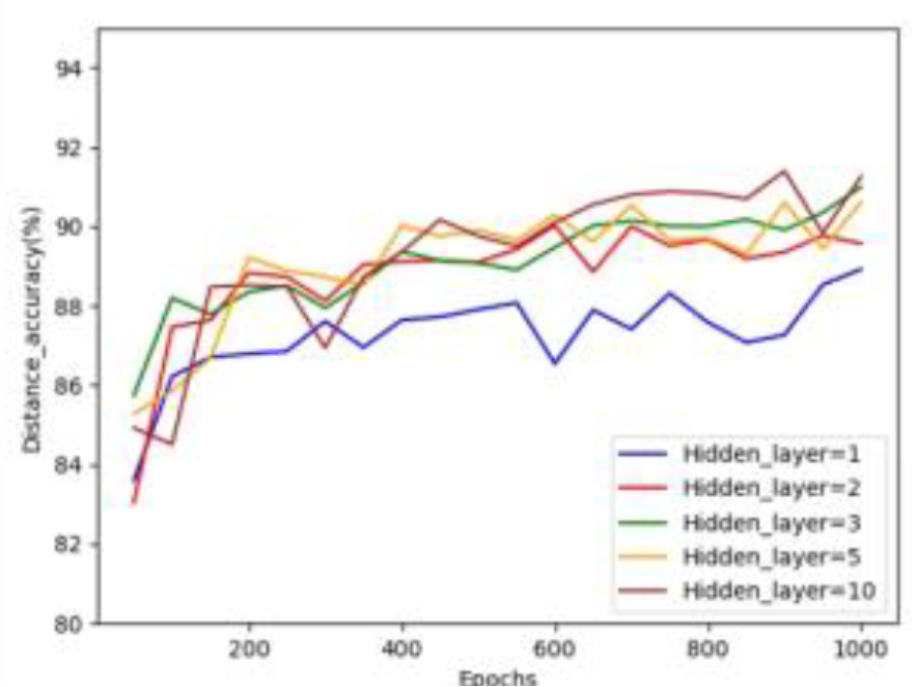 Distance_accuracy(%)
94
92
90
88
86
84
82
80
200
400
600
800
1000
Epochs
Hidden_layer=1
Hidden_layer=2
Hidden_layer=3
Hidden_layer=5
Hidden_layer=10